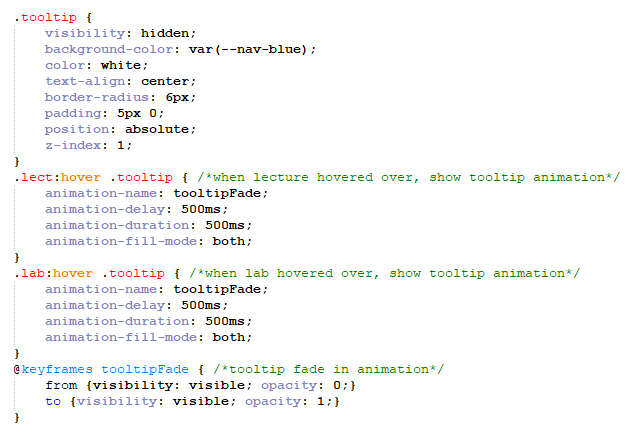 .tooltip {
    visibility: hidden;
    background-color: var(--nav-blue);
    color: white;
    text-align: center;
    border-radius: 6px;
    padding: 5px 0;
    position: absolute;
    z-index: 1;
}
.lect:hover .tooltip { /*when lecture hovered over, show tooltip animation*/
    animation-name: tooltipFade;
    animation-delay: 500ms;
    animation-duration: 500ms;
    animation-fill-mode: both;
}
.lab:hover .tooltip { /*when lab hovered over, show tooltip animation*/
    animation-name: tooltipFade;
    animation-delay: 500ms;
    animation-duration: 500ms;
    animation-fill-mode: both;
}
@keyframes tooltipFade { /*tooltip fade in animation*/
    from {visibility: visible; opacity: 0;}
    to {visibility: visible; opacity: 1;}
}